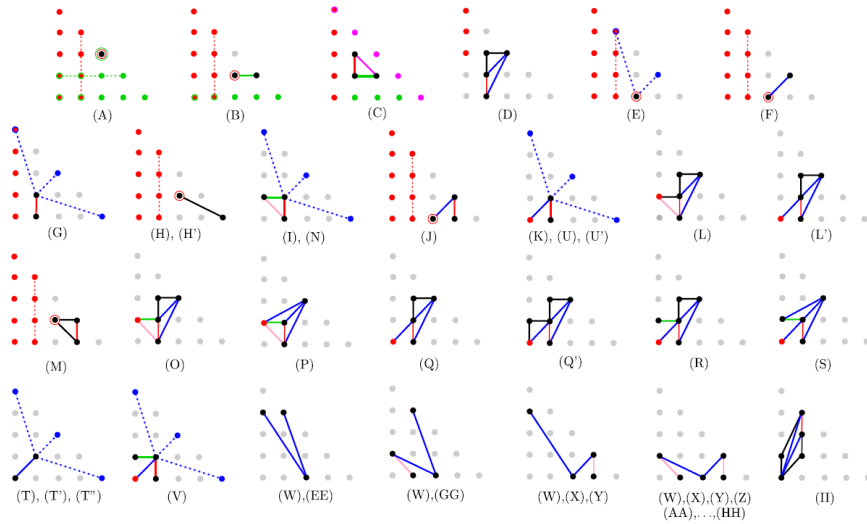 (A) (B) (C) (D) (E) (F)
(G) (H), (H') (I), (N) (J) (K), (U), (U') (L) (L')
(M) (O) (P) (Q) (Q') (R) (S)
(T), (T'), (T'') (V) (W),(EE) (W),(GG) (W),(X),(Y) (W),(X),(Y),(Z) (II)
(AA),...,(HH)